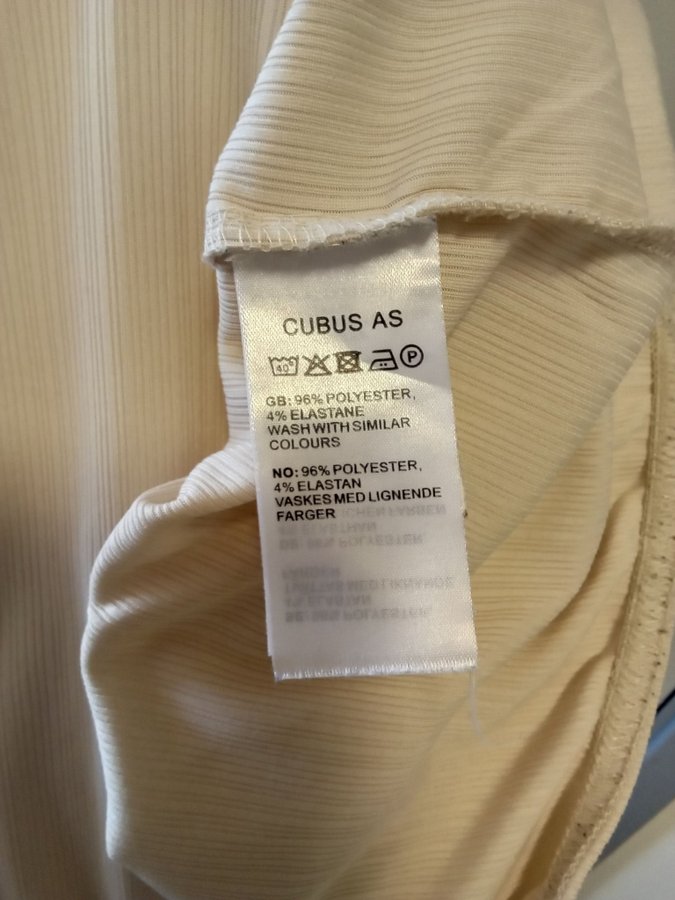 CUBUS AS
40°
P
GB: 96% POLYESTER,
4% ELASTANE
WASH WITH SIMILAR
COLOURS
NO: 96% POLYESTER,
4% ELASTAN
VASKES MED LIGNENDE
FARGER